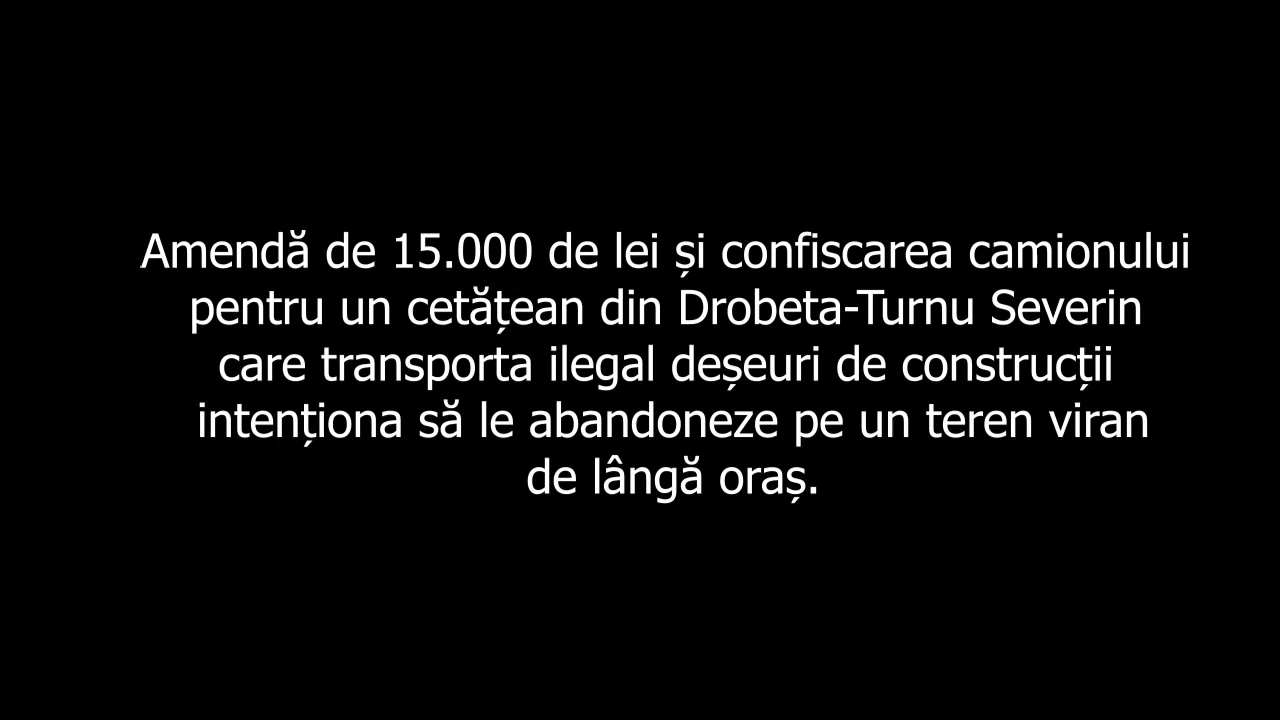 Amendă de 15.000 de lei și confiscarea camionului
pentru un cetățean din Drobeta-Turnu Severin
care transporta ilegal deșeuri de construcții
intenționa să le abandoneze pe un teren viran
de lângă oraș.